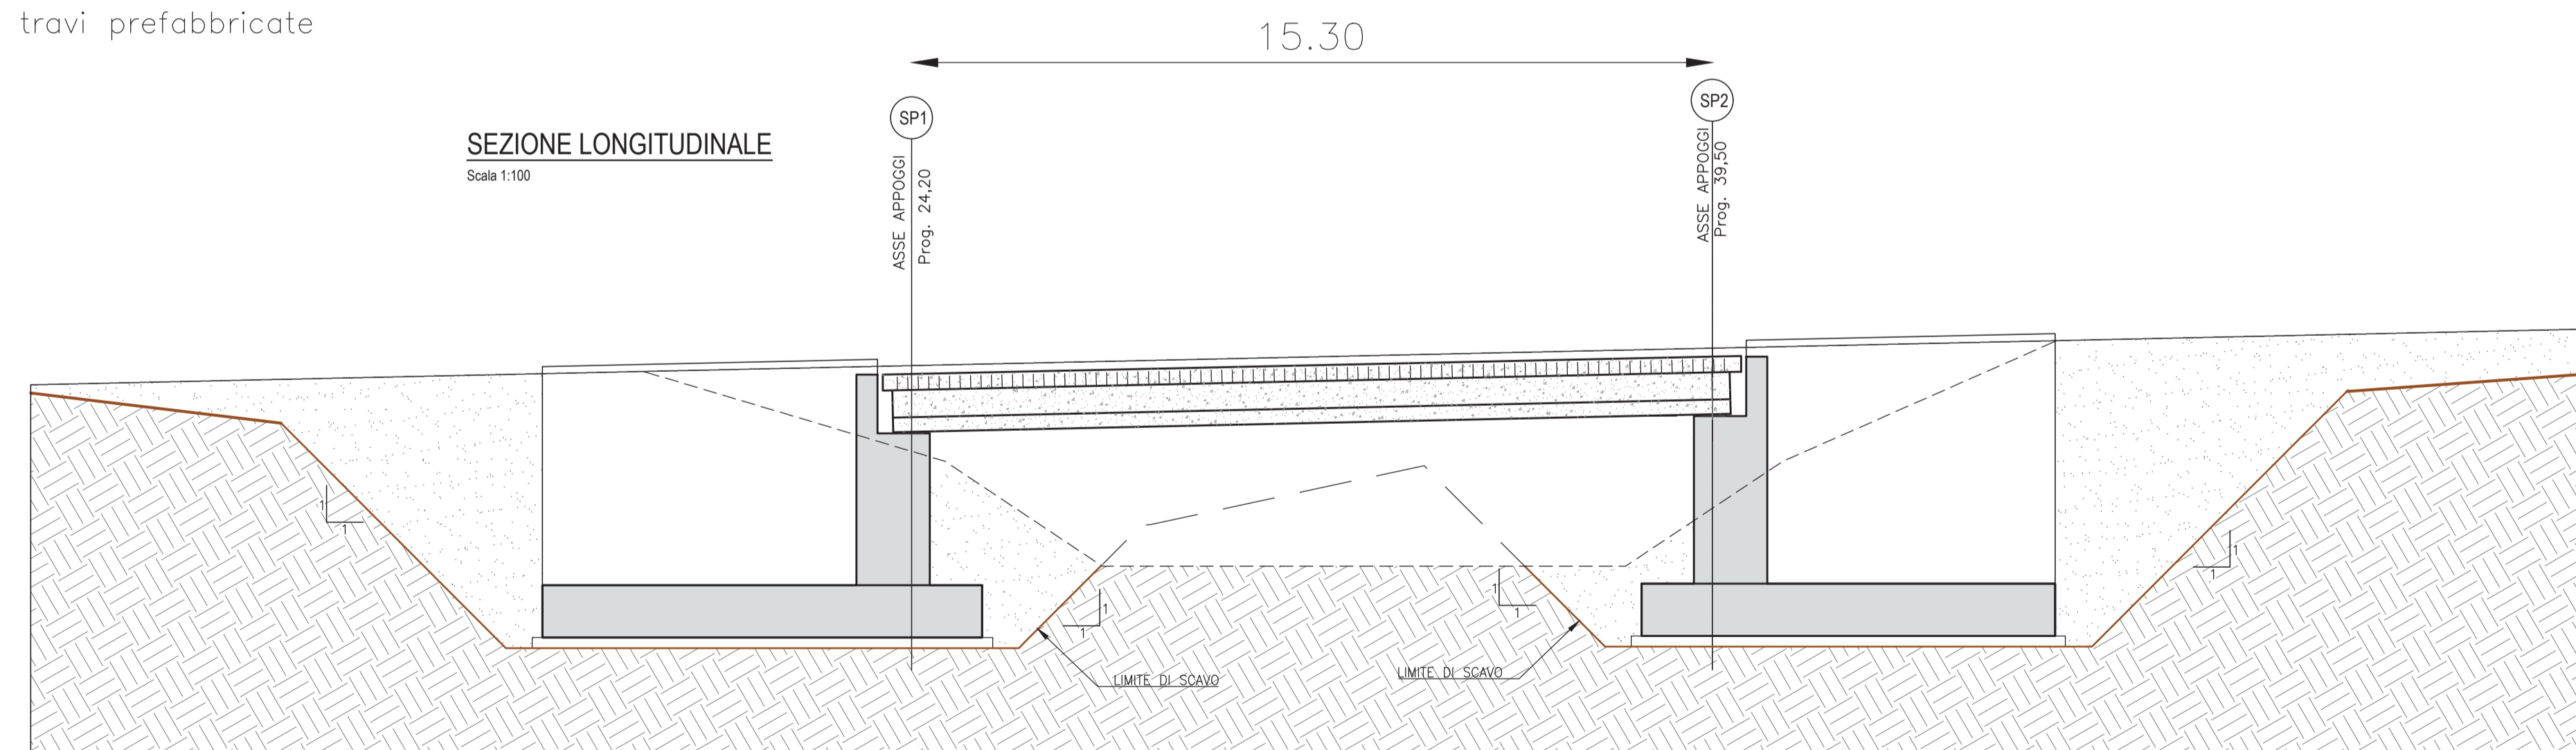 travi prefabbricate
15.30
SP1
SP2
SEZIONE LONGITUDINALE
Scala 1:100
ASSE APPOGGI
Prog. 24,20
ASSE APPOGGI
Prog. 39,50
1
1
1
1
1
1
1
1
LIMITE DI SCAVO
LIMITE DI SCAVO